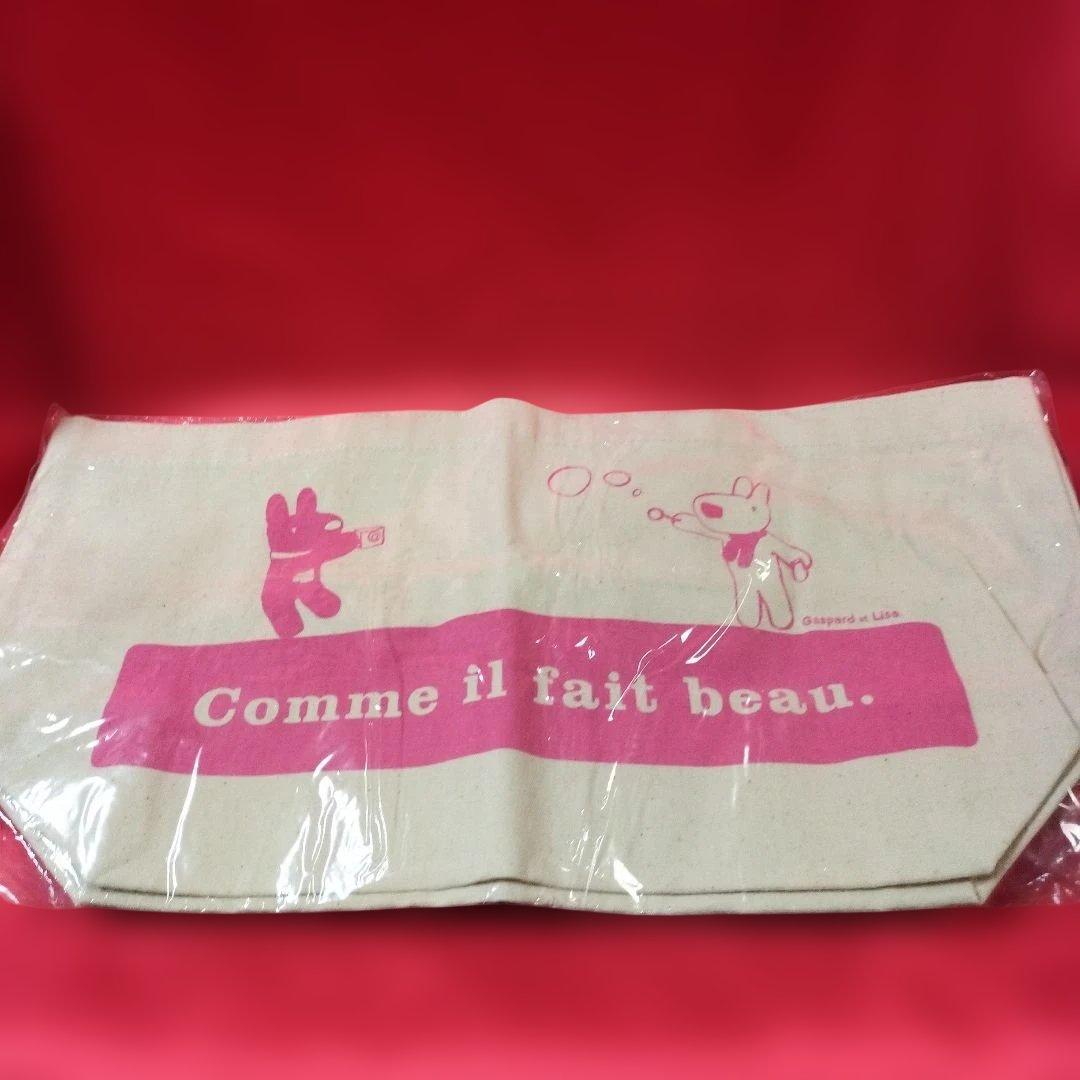 Gaspard et Lisa
Comme il fait beau.